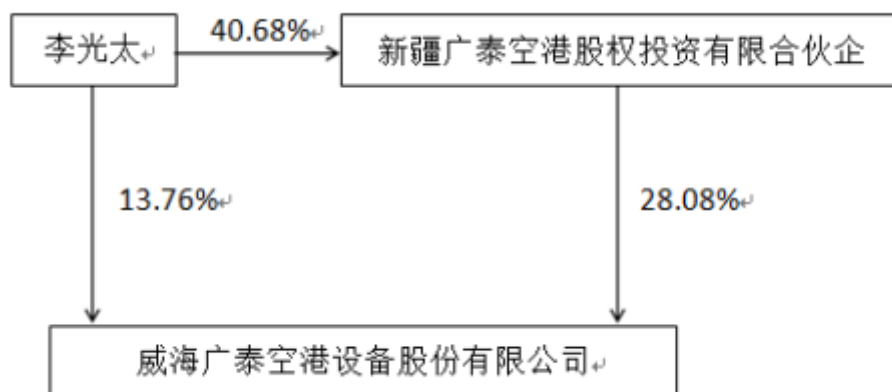 李光太
40.68%
新疆广泰空港股权投资有限合伙企
13.76%
28.08%
威海广泰空港设备股份有限公司